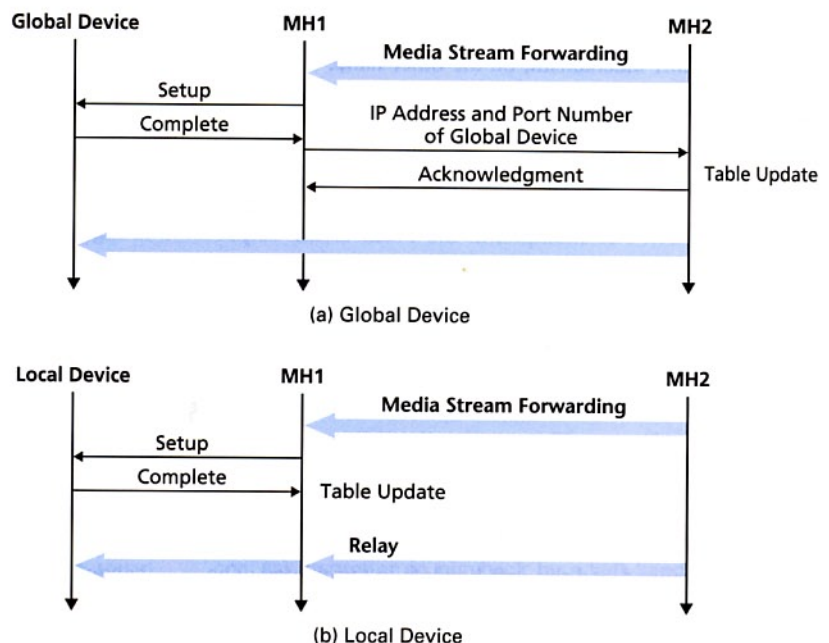 Global Device MH1 MH2
Media Stream Forwarding
Setup
Complete
IP Address and Port Number
of Global Device
Acknowledgment
Table Update
(a) Global Device
Local Device MH1 MH2
Media Stream Forwarding
Setup
Complete
Table Update
Relay
(b) Local Device